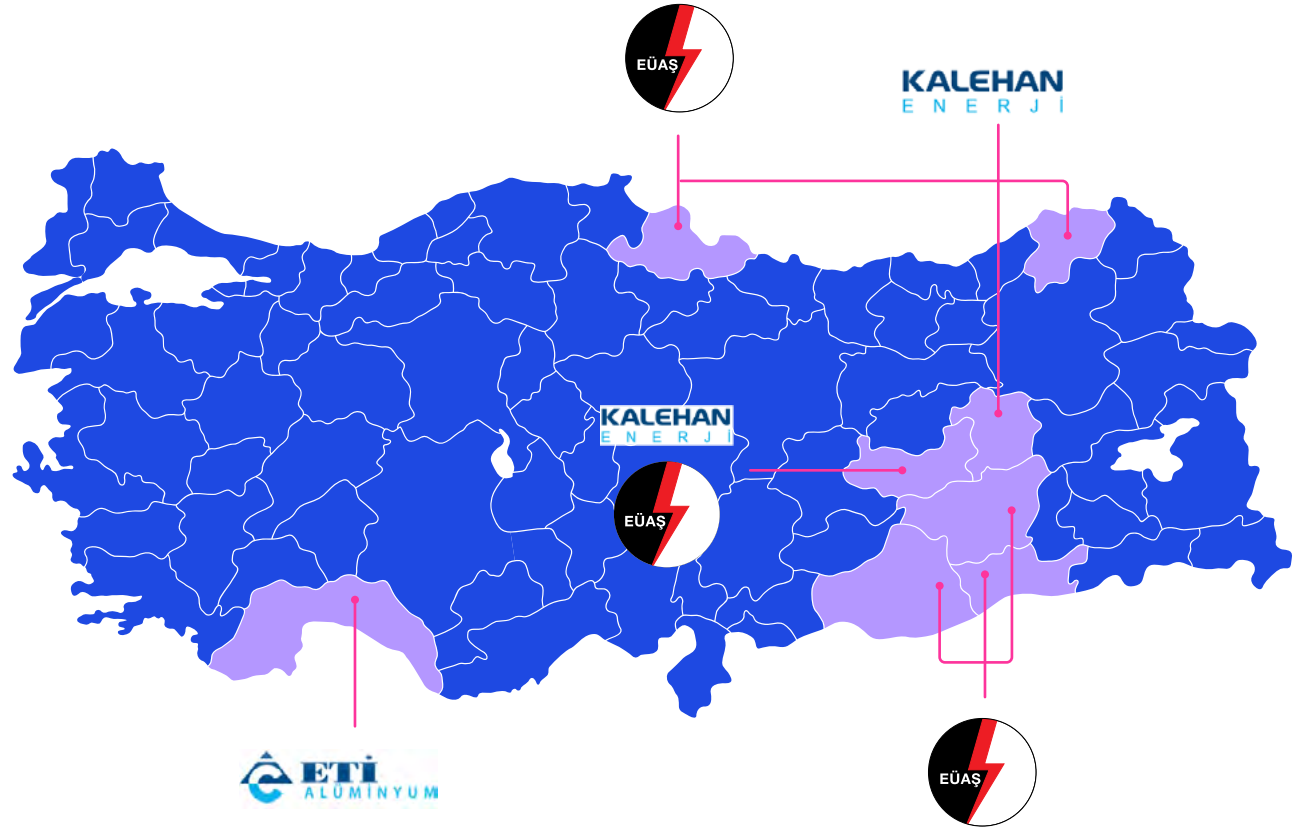 EÜAŞ
KALEHAN
ENERJİ
KALEHAN
ENERJİ
EÜAŞ
ETİ
ALÜMİNYUM
EÜAŞ